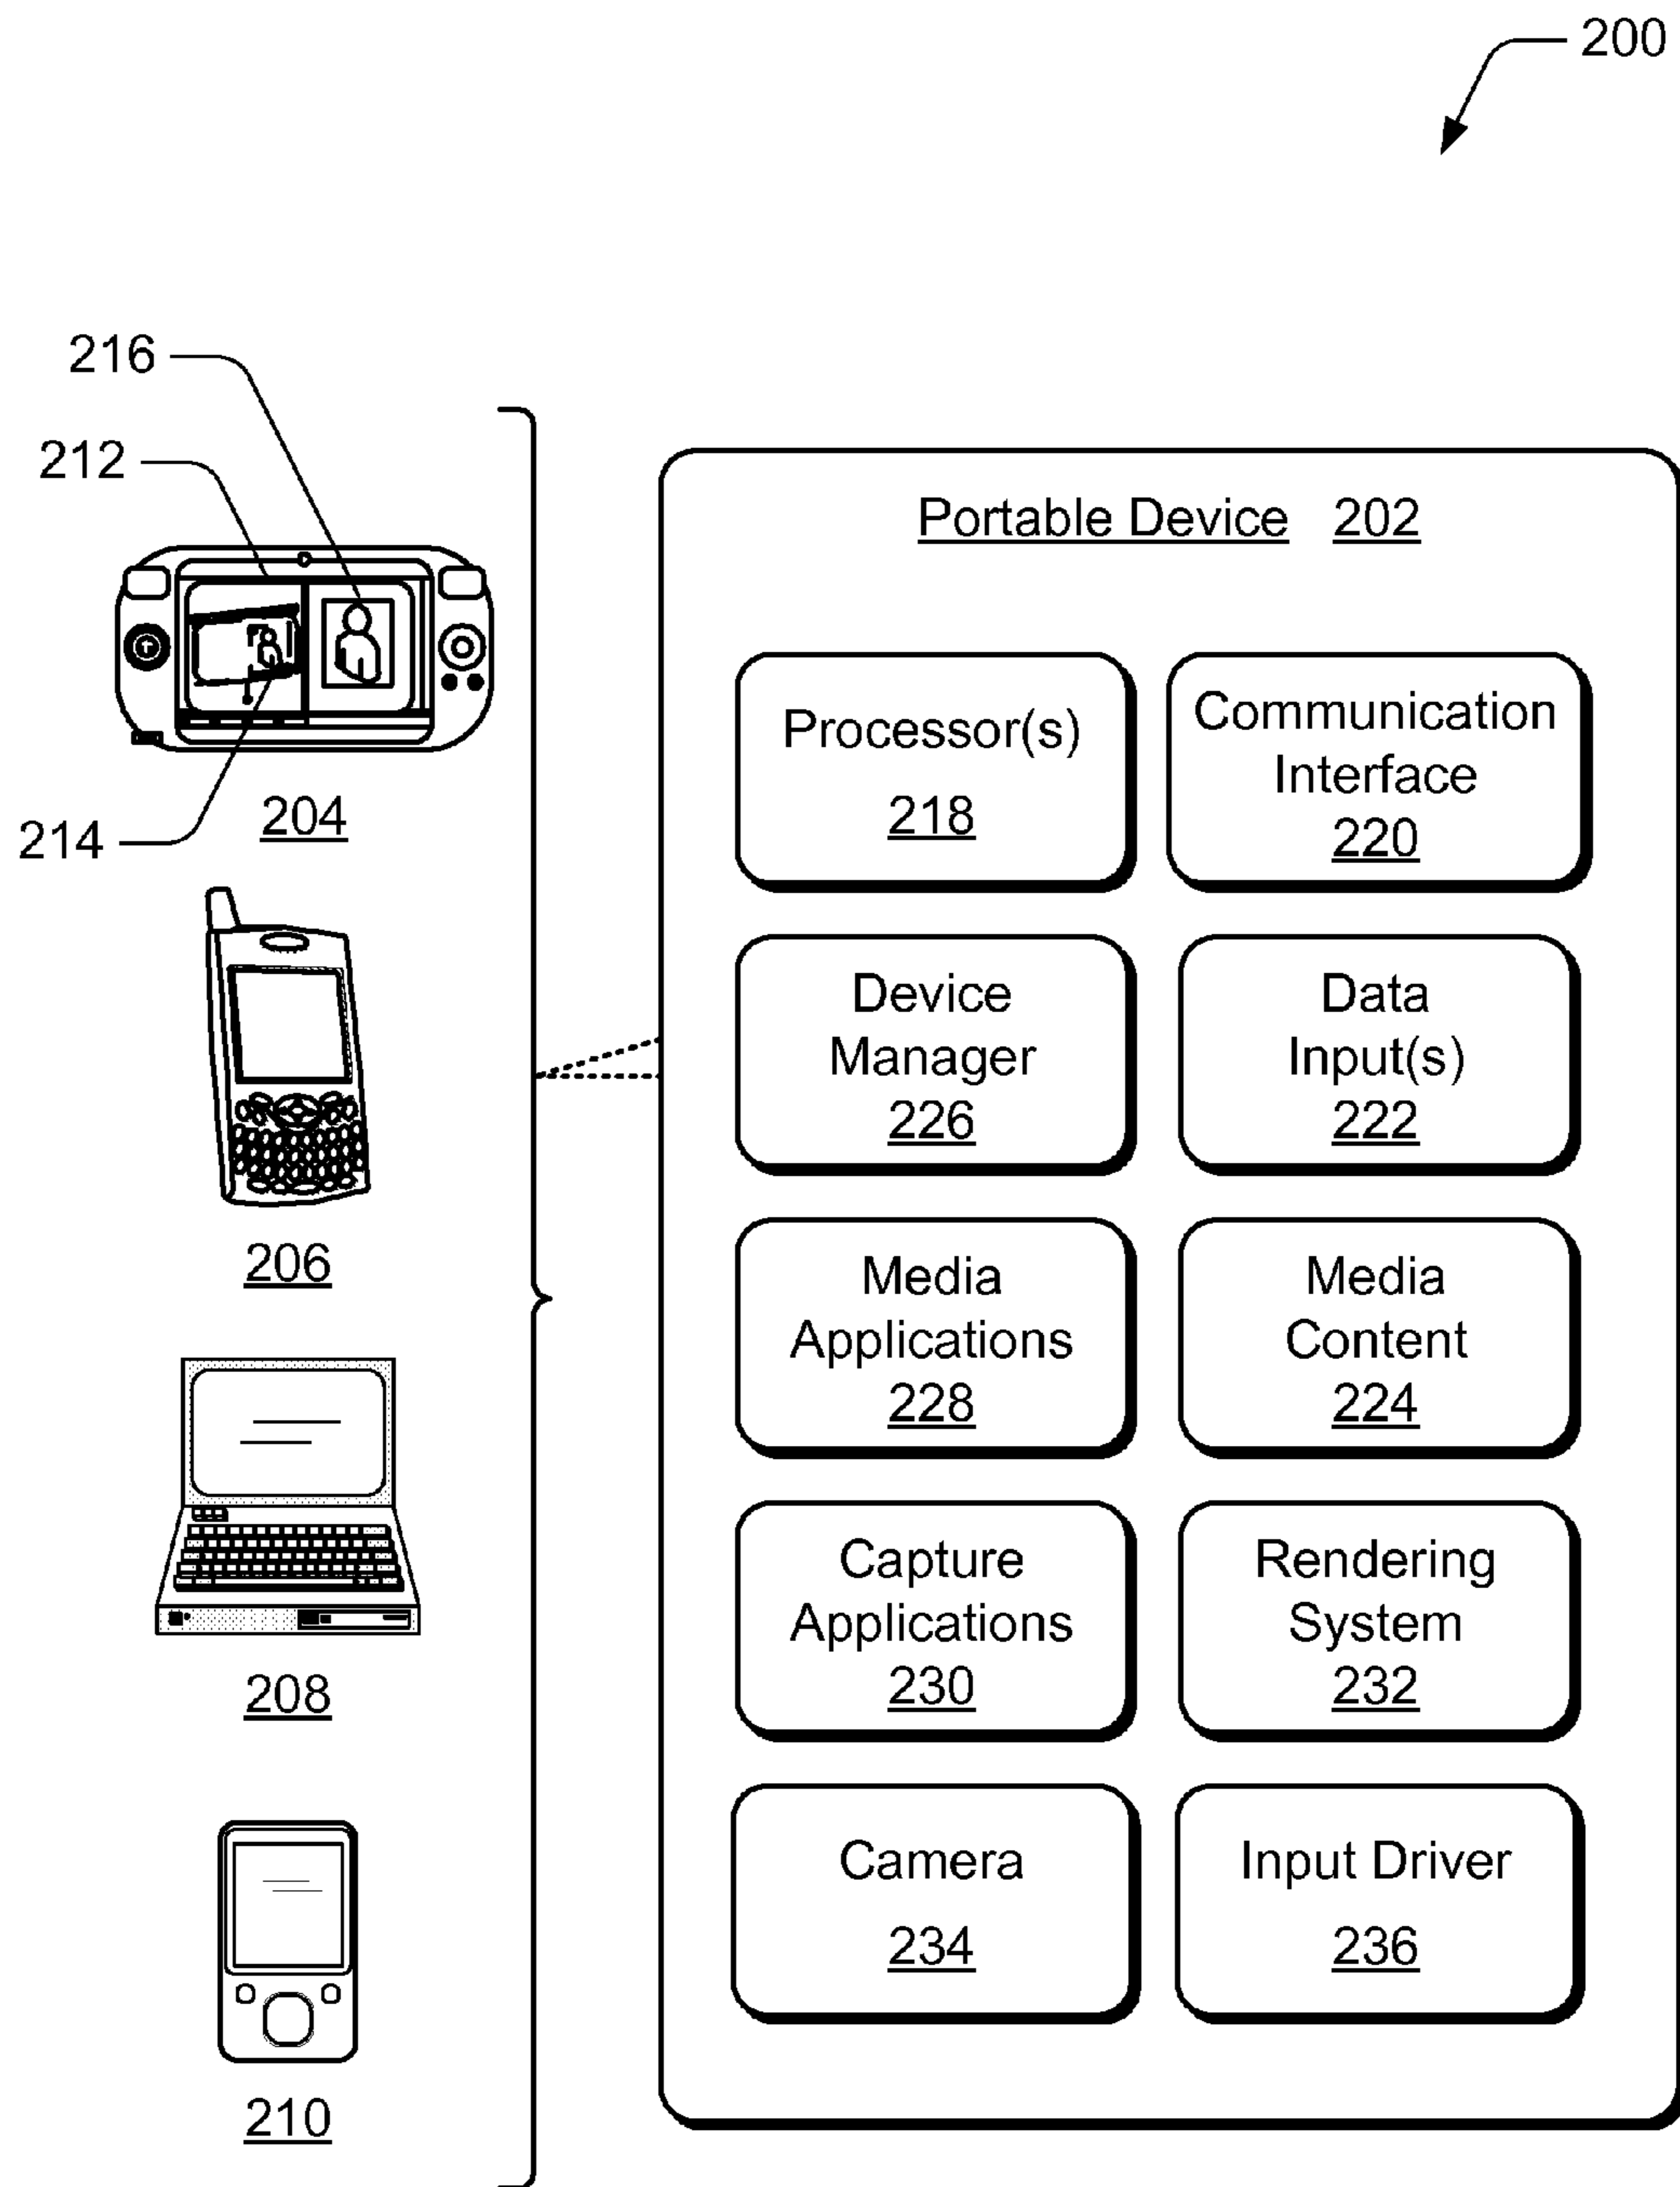 200
216
212
214
204
206
208
210
Portable Device 202
Processor(s)
218
Communication
Interface
220
Device
Manager
226
Data
Input(s)
222
Media
Applications
228
Media
Content
224
Capture
Applications
230
Rendering
System
232
Camera
234
Input Driver
236